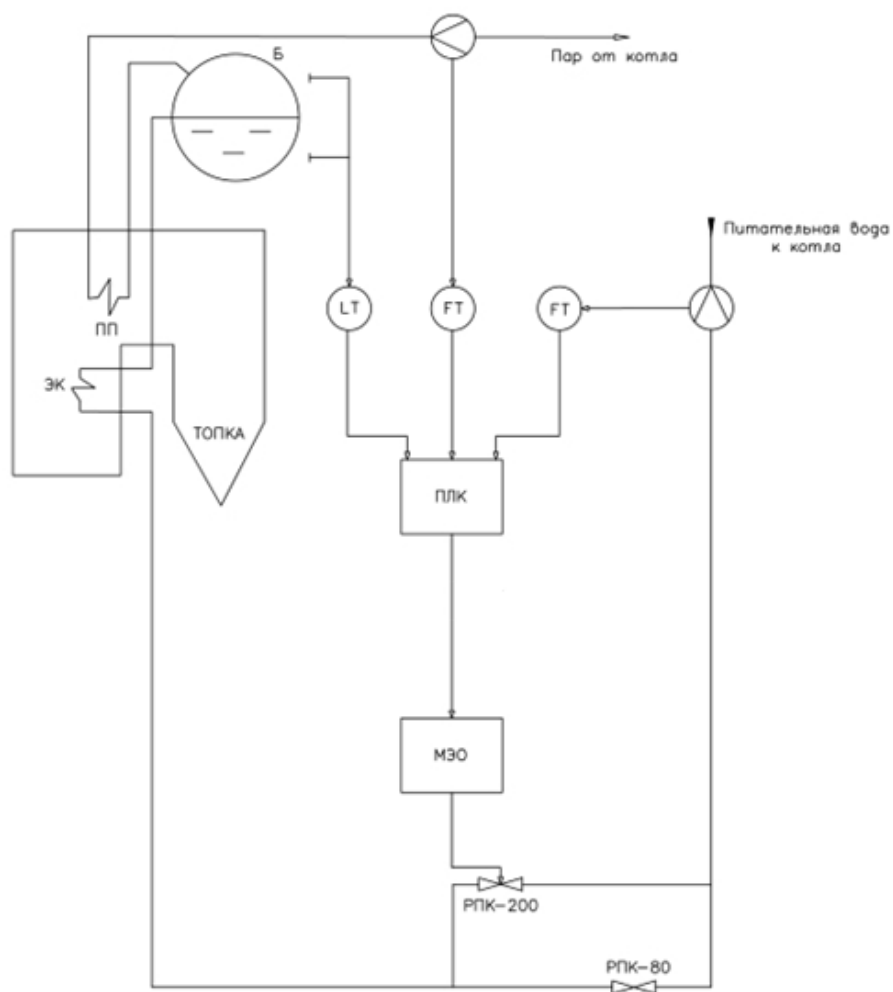 Б
Пар от котла
Питательная вода
к котла
ПП
LT
FT
FT
ЭК
ТОПКА
ПЛК
МЭО
РПК-200
РПК-80